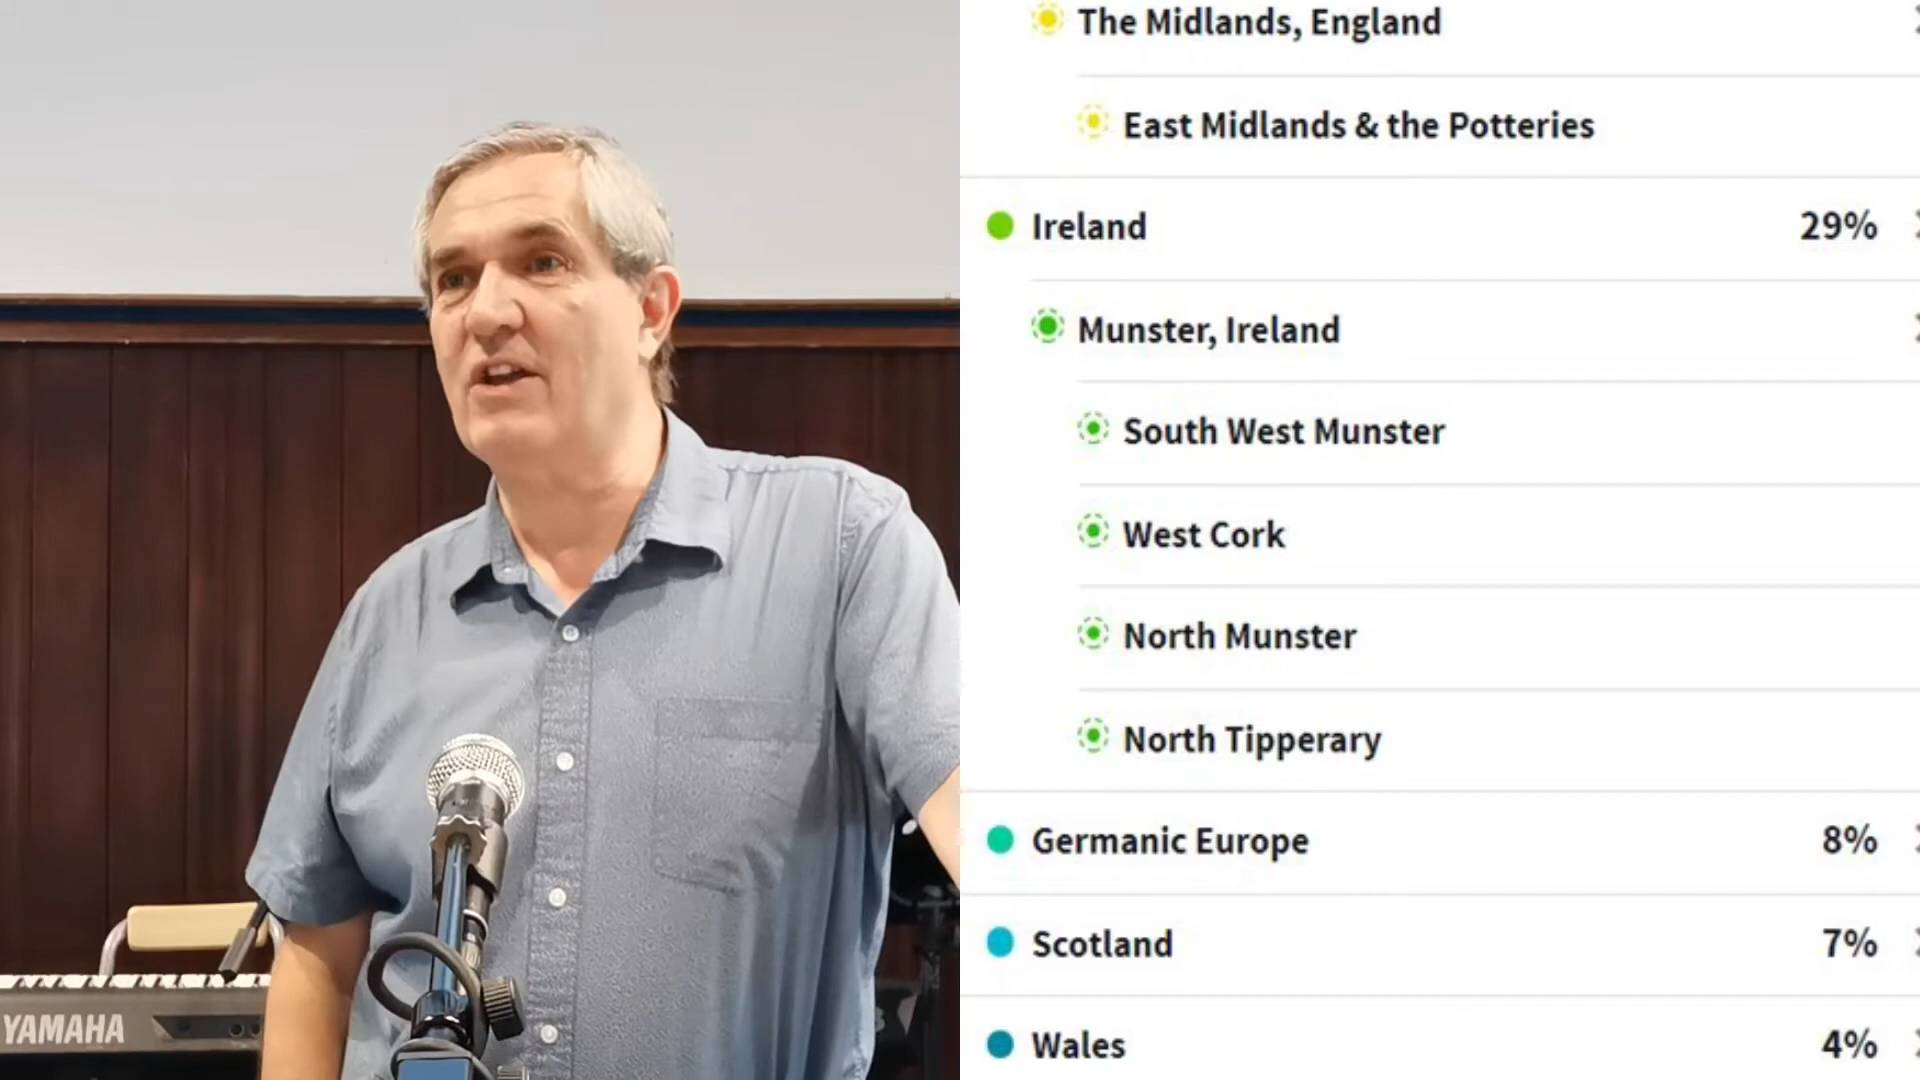 YAMAHA
The Midlands, England
East Midlands & the Potteries
Ireland 29%
Munster, Ireland
South West Munster
West Cork
North Munster
North Tipperary
Germanic Europe 8%
Scotland 7%
Wales 4%